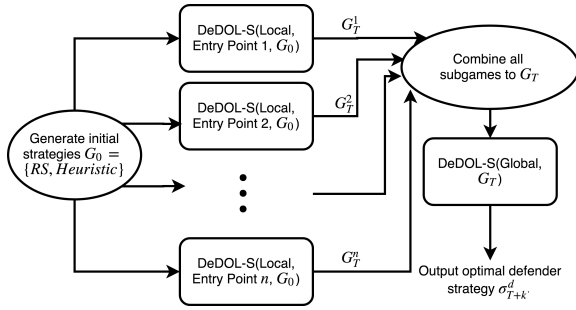 Generate initial
strategies G₀ =
{RS, Heuristic}
DeDOL-S(Local,
Entry Point 1, G₀)
DeDOL-S(Local,
Entry Point 2, G₀)
DeDOL-S(Local,
Entry Point n, G₀)
G_T^1
G_T^2
G_T^n
Combine all
subgames to G_T
DeDOL-S(Global,
G_T)
Output optimal defender
strategy σ_{T+k}^d.